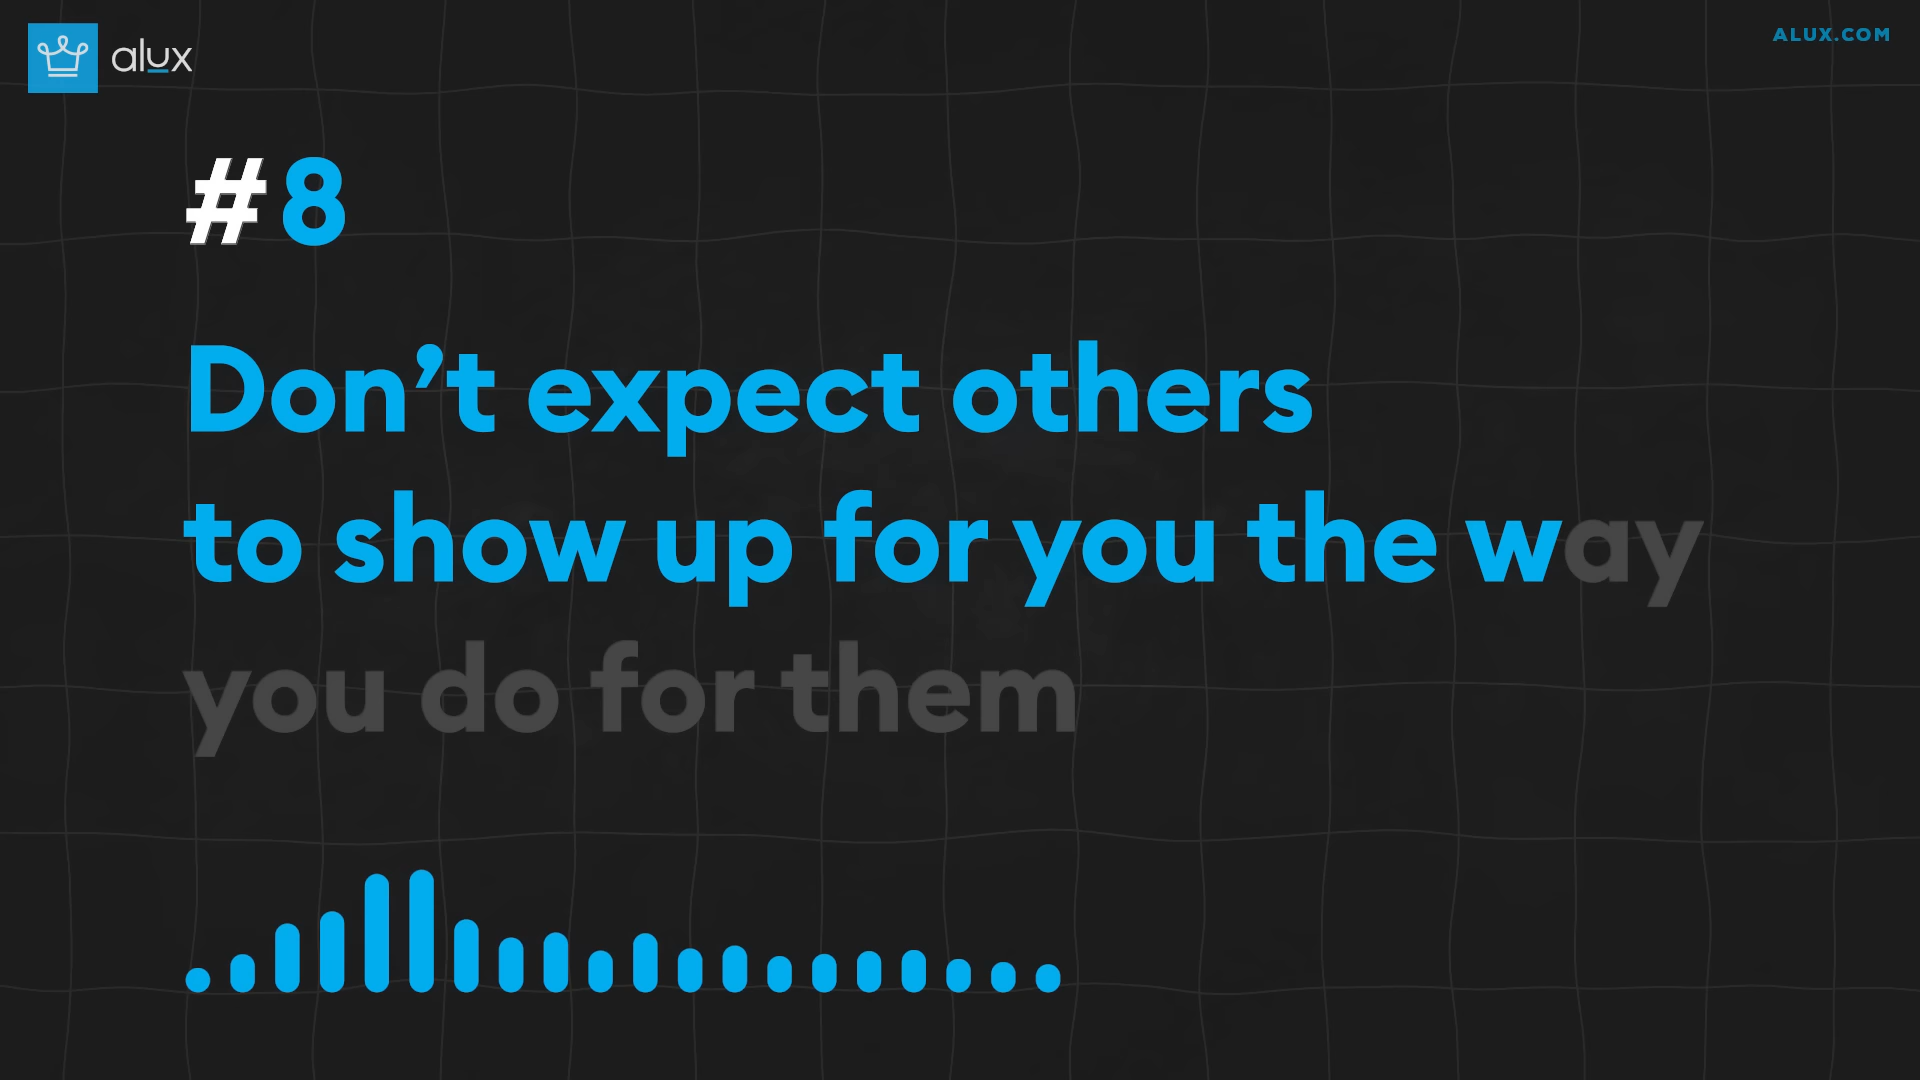 alux
ALUX.COM
#8
Don’t expect others
to show up for you the way
you do for them